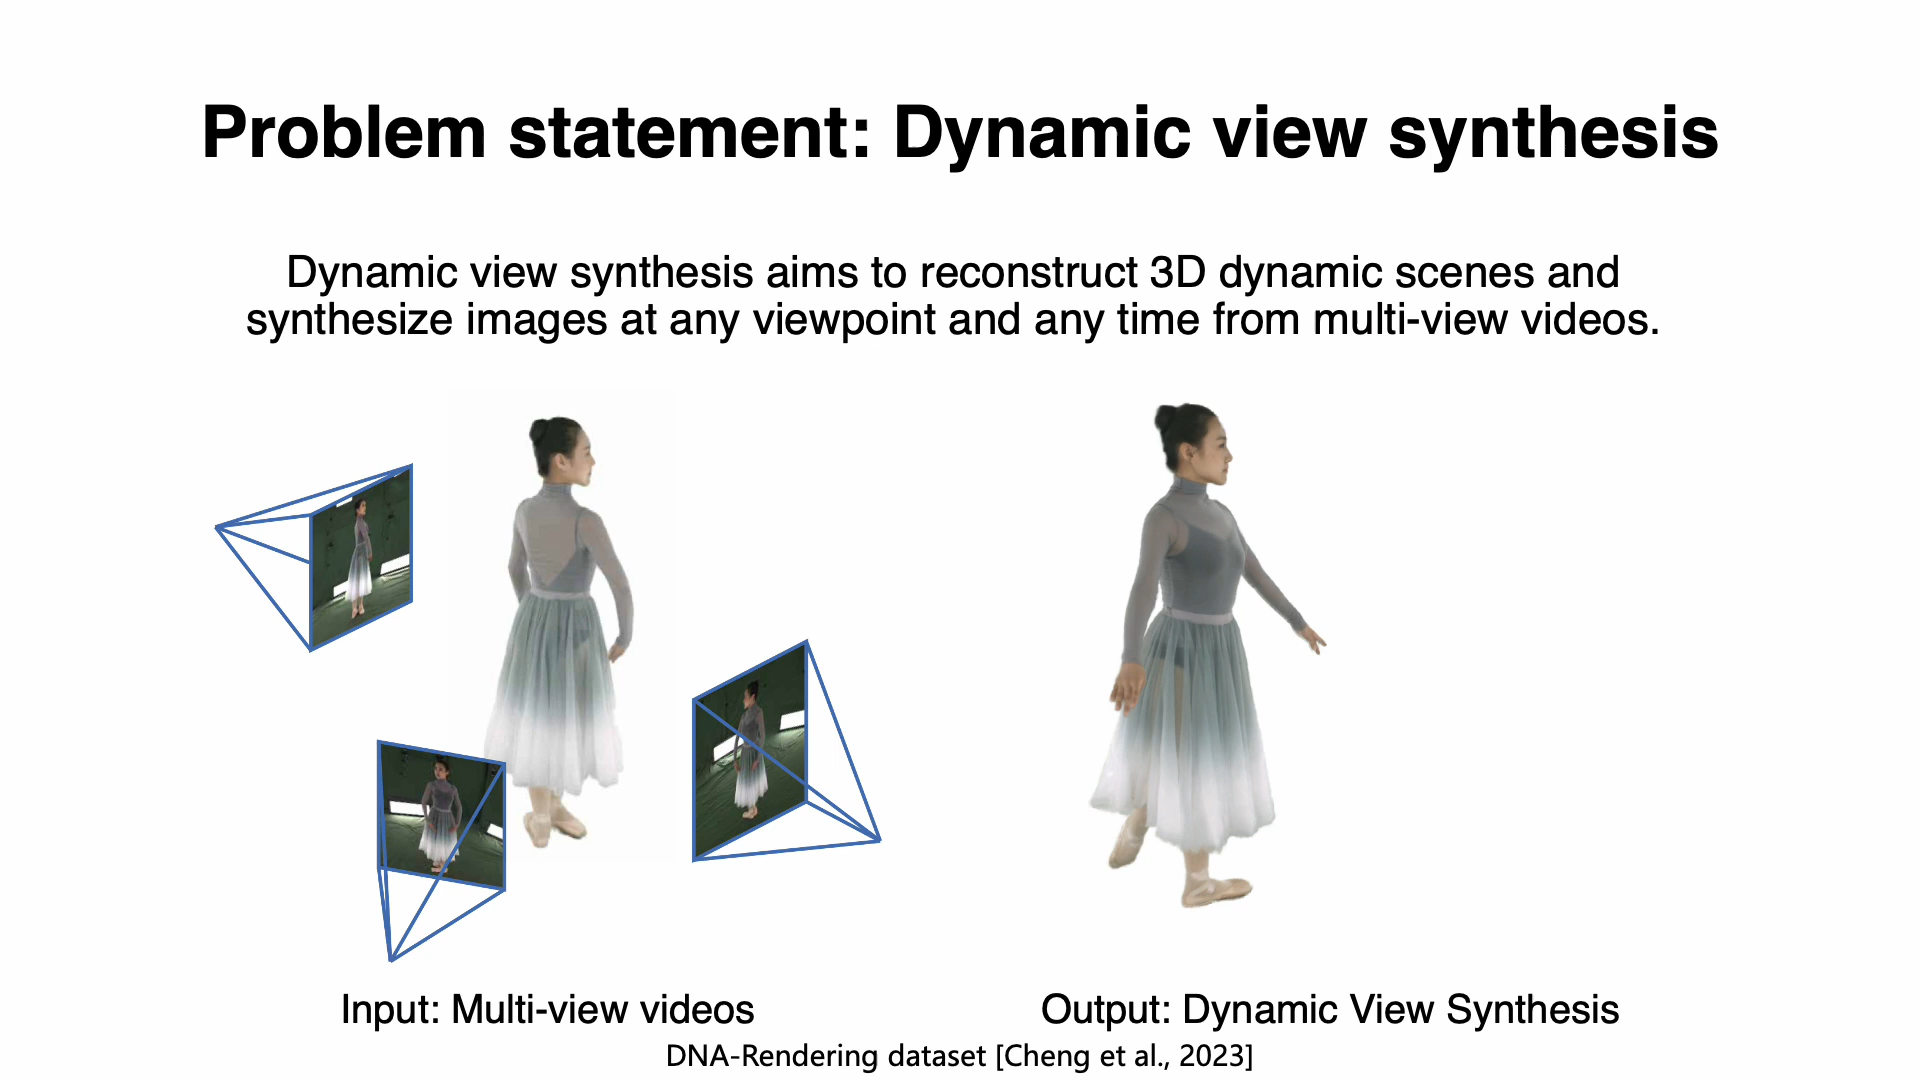 Problem statement: Dynamic view synthesis
Dynamic view synthesis aims to reconstruct 3D dynamic scenes and
synthesize images at any viewpoint and any time from multi-view videos.
Input: Multi-view videos
Output: Dynamic View Synthesis
DNA-Rendering dataset [Cheng et al., 2023]